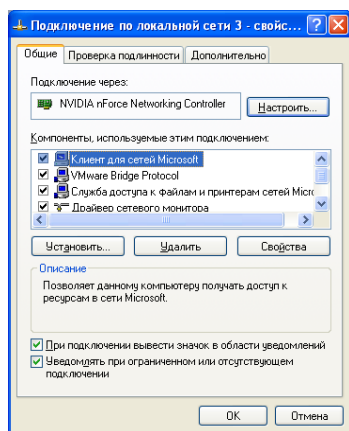 Подключение по локальной сети 3 - свойс...
Общие
Проверка подлинности
Дополнительно
Подключение через:
NVIDIA nForce Networking Controller
Настроить...
Компоненты, используемые этим подключением:
Клиент для сетей Microsoft
VMware Bridge Protocol
Служба доступа к файлам и принтерам сетей Micro
Драйвер сетевого монитора
Установить...
Удалить
Свойства
Описание
Позволяет данному компьютеру получать доступ к
ресурсам в сети Microsoft.
При подключении вывести значок в области уведомлений
Уведомлять при ограниченном или отсутствующем
подключении
OK
Отмена